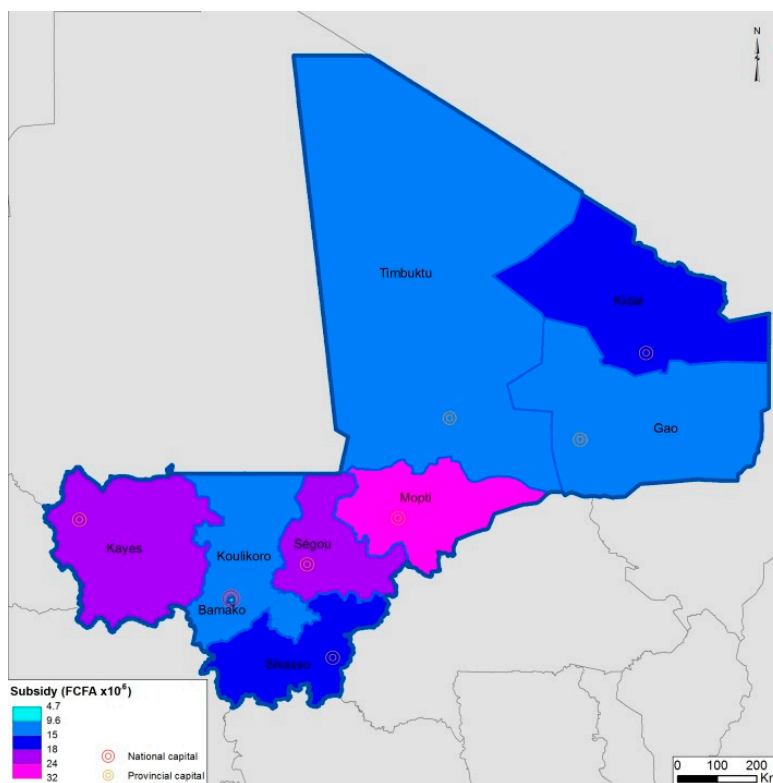 N
Timbuktu
Kidal
Gao
Mopti
Ségou
Kayes
Koulikoro
Bamako
Sikasso
Subsidy (FCFA x10⁶)
4.7
9.6
15
18
24
32
National capital
Provincial capital
0 100 200
Km